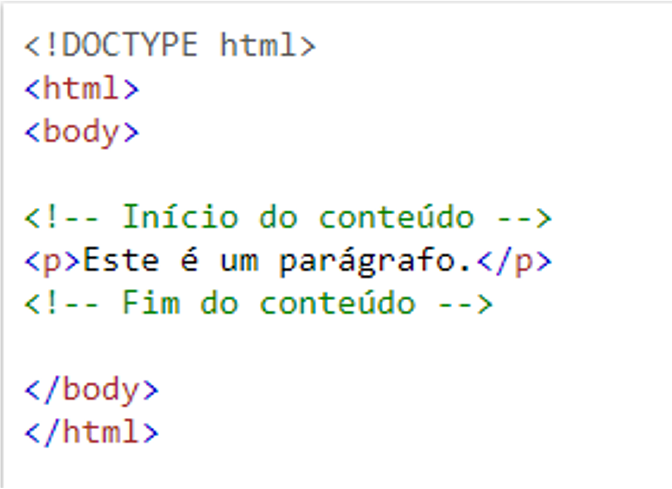 <!DOCTYPE html>
<html>
<body>
<!-- Início do conteúdo -->
<p>Este é um parágrafo.</p>
<!-- Fim do conteúdo -->
</body>
</html>